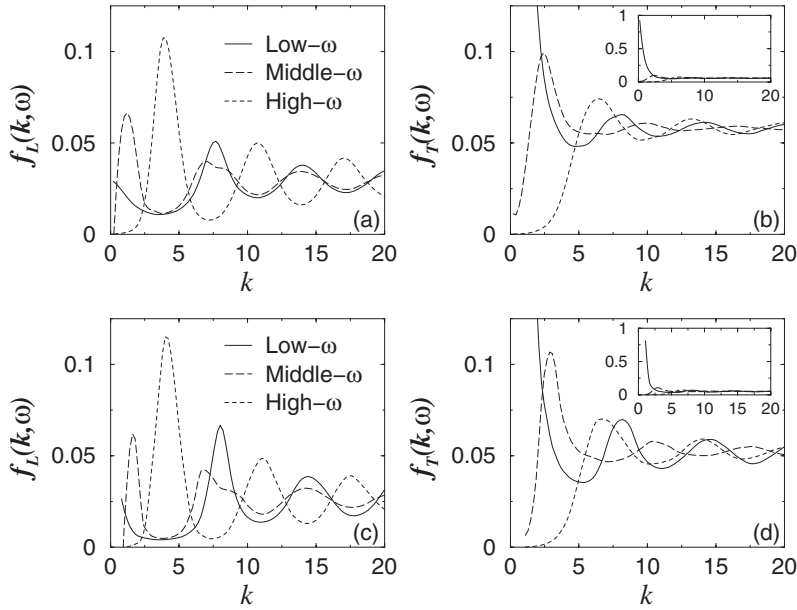 0.1
0.05
0
f_L(k,ω)
Low-ω
Middle-ω
High-ω
(a)
0 5 10 15 20
k
0.1
0.05
0
f_T(k,ω)
1
0.5
0
0 5 10 15 20
(b)
0 5 10 15 20
k
0.1
0.05
0
f_L(k,ω)
Low-ω
Middle-ω
High-ω
(c)
0 5 10 15 20
k
0.1
0.05
0
f_T(k,ω)
1
0.5
0
0 5 10 15 20
(d)
0 5 10 15 20
k